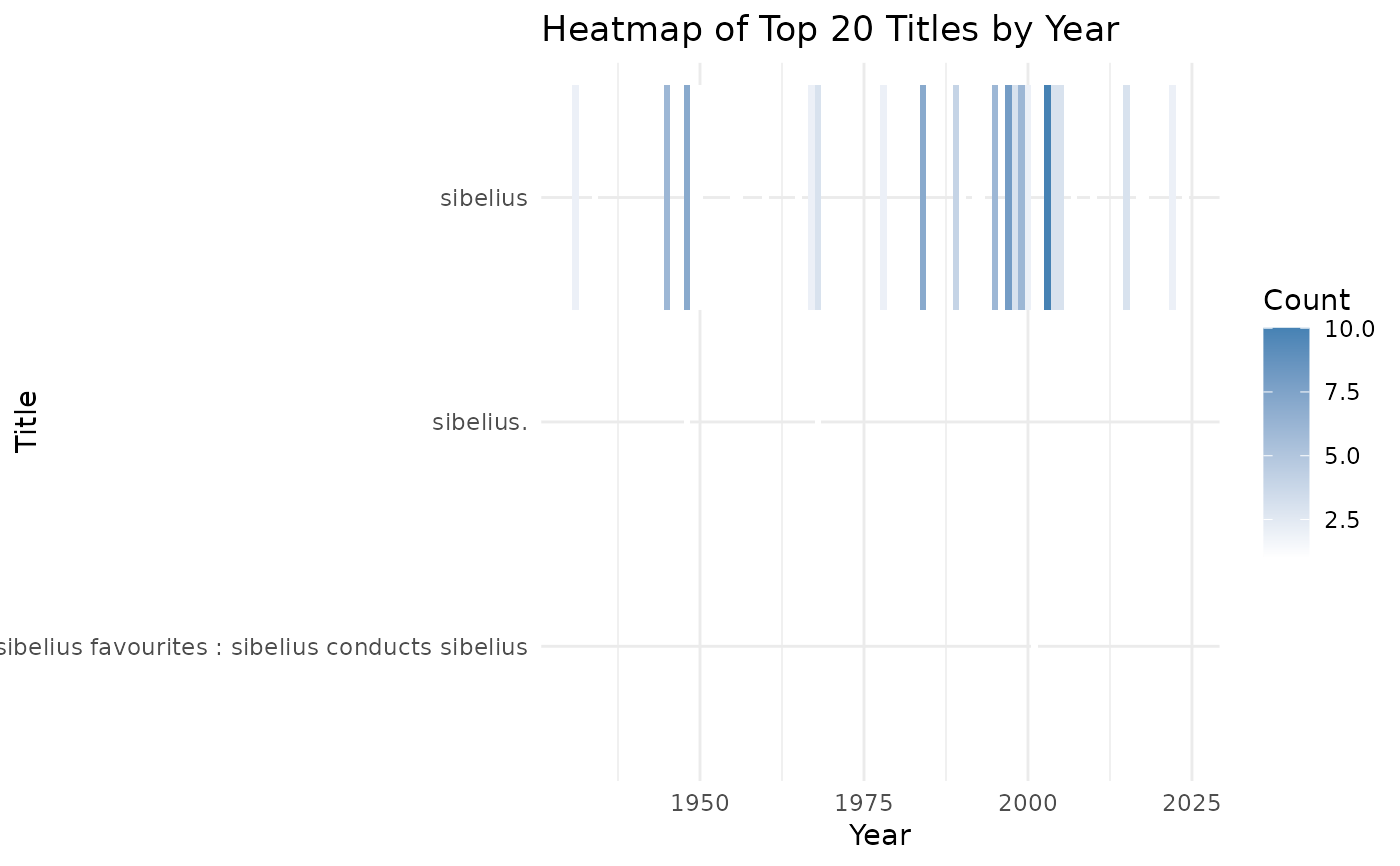 Heatmap of Top 20 Titles by Year
sibelius
sibelius.
sibelius favourites : sibelius conducts sibelius
Title
1950 1975 2000 2025
Year
Count
10.0
7.5
5.0
2.5